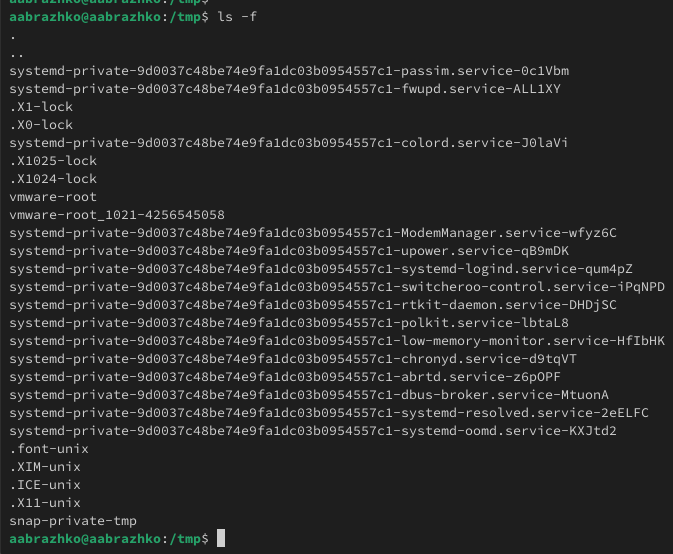 aabrazhko@aabrazhko:/tmp$
aabrazhko@aabrazhko:/tmp$ ls -f
.
..
systemd-private-9d0037c48be74e9fa1dc03b0954557c1-passim.service-0c1Vbm
systemd-private-9d0037c48be74e9fa1dc03b0954557c1-fwupd.service-ALL1XY
.X1-lock
.X0-lock
systemd-private-9d0037c48be74e9fa1dc03b0954557c1-colord.service-J0laVi
.X1025-lock
.X1024-lock
vmware-root
vmware-root_1021-4256545058
systemd-private-9d0037c48be74e9fa1dc03b0954557c1-ModemManager.service-wfyz6C
systemd-private-9d0037c48be74e9fa1dc03b0954557c1-upower.service-qB9mDK
systemd-private-9d0037c48be74e9fa1dc03b0954557c1-systemd-logind.service-qum4pZ
systemd-private-9d0037c48be74e9fa1dc03b0954557c1-switcheroo-control.service-iPqNPD
systemd-private-9d0037c48be74e9fa1dc03b0954557c1-rtkit-daemon.service-DHDjSC
systemd-private-9d0037c48be74e9fa1dc03b0954557c1-polkit.service-lbtaL8
systemd-private-9d0037c48be74e9fa1dc03b0954557c1-low-memory-monitor.service-HfIbHK
systemd-private-9d0037c48be74e9fa1dc03b0954557c1-chronyd.service-d9tqVT
systemd-private-9d0037c48be74e9fa1dc03b0954557c1-abrtd.service-z6pOPF
systemd-private-9d0037c48be74e9fa1dc03b0954557c1-dbus-broker.service-MtuonA
systemd-private-9d0037c48be74e9fa1dc03b0954557c1-systemd-resolved.service-2eELFC
systemd-private-9d0037c48be74e9fa1dc03b0954557c1-systemd-oomd.service-KXJtd2
.font-unix
.XIM-unix
.ICE-unix
.X11-unix
snap-private-tmp
aabrazhko@aabrazhko:/tmp$